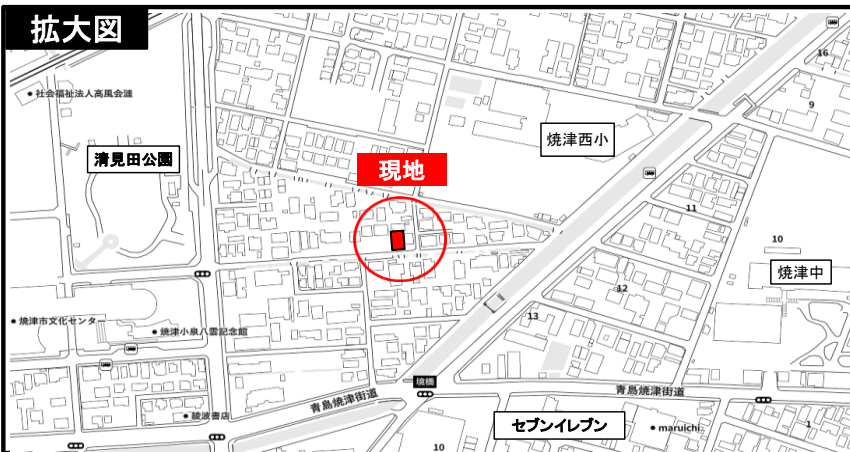 拡大図
16
社会福祉法人高風会漣
9
焼津西小
清見田公園
現地
11
10
焼津中
12
焼津市文化センター
13
焼津小泉八雲記念館
境橋
青島焼津街道
青島焼津街道
綾波書店
セブンイレブン
maruichi
1
10